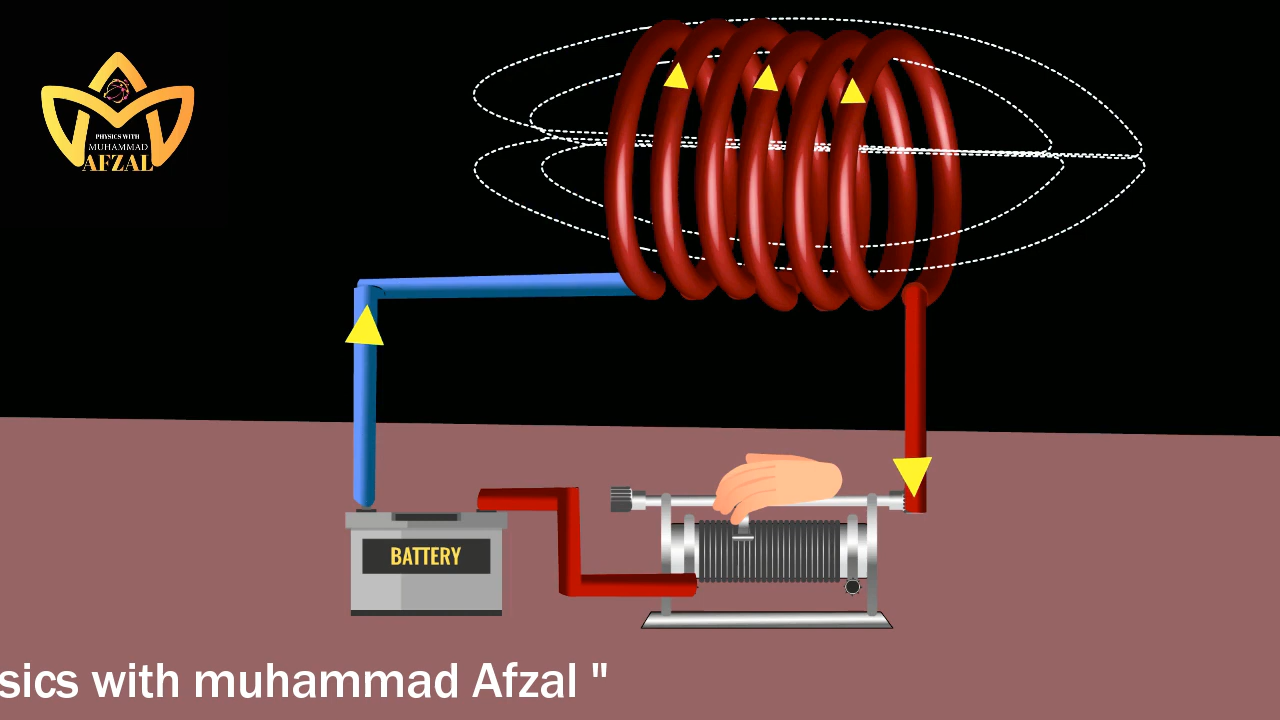 PHYSICS WITH
MUHAMMAD
AFZAL
BATTERY
sics with muhammad Afzal "